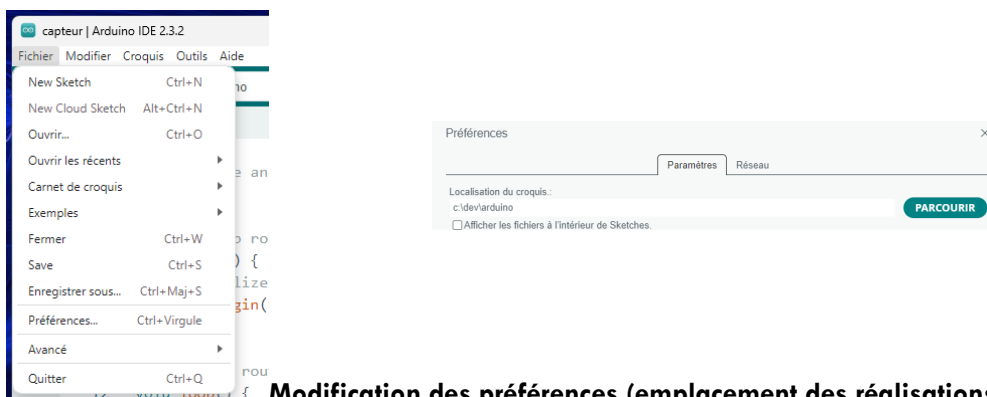 capteur | Arduino IDE 2.3.2
Fichier Modifier Croquis Outils Aide
New Sketch Ctrl+N
New Cloud Sketch Alt+Ctrl+N
Ouvrir... Ctrl+O
Ouvrir les récents
Carnet de croquis
Exemples
Fermer Ctrl+W
Save Ctrl+S
Enregistrer sous... Ctrl+Maj+S
Préférences... Ctrl+Virgule
Avancé
Quitter Ctrl+Q
Préférences
Paramètres Réseau
Localisation du croquis.:
c:\dev\arduino
PARCOURIR
Afficher les fichiers à l'intérieur de Sketches.
Modification des préférences (emplacement des réalisations